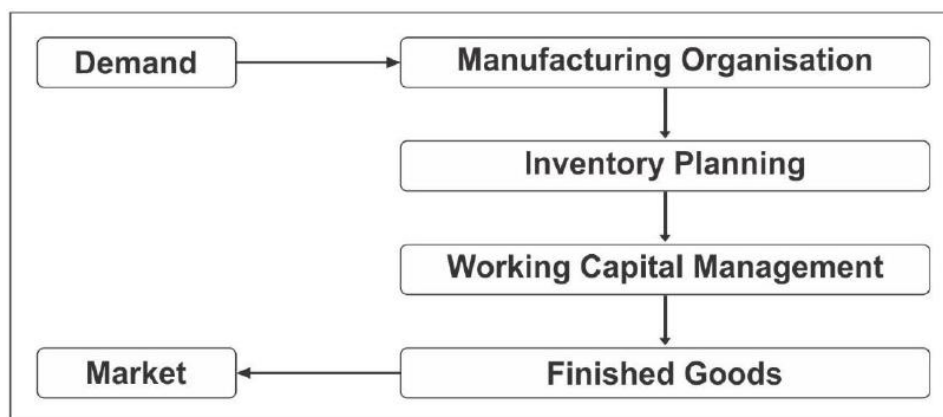 Demand
Manufacturing Organisation
Inventory Planning
Working Capital Management
Market
Finished Goods